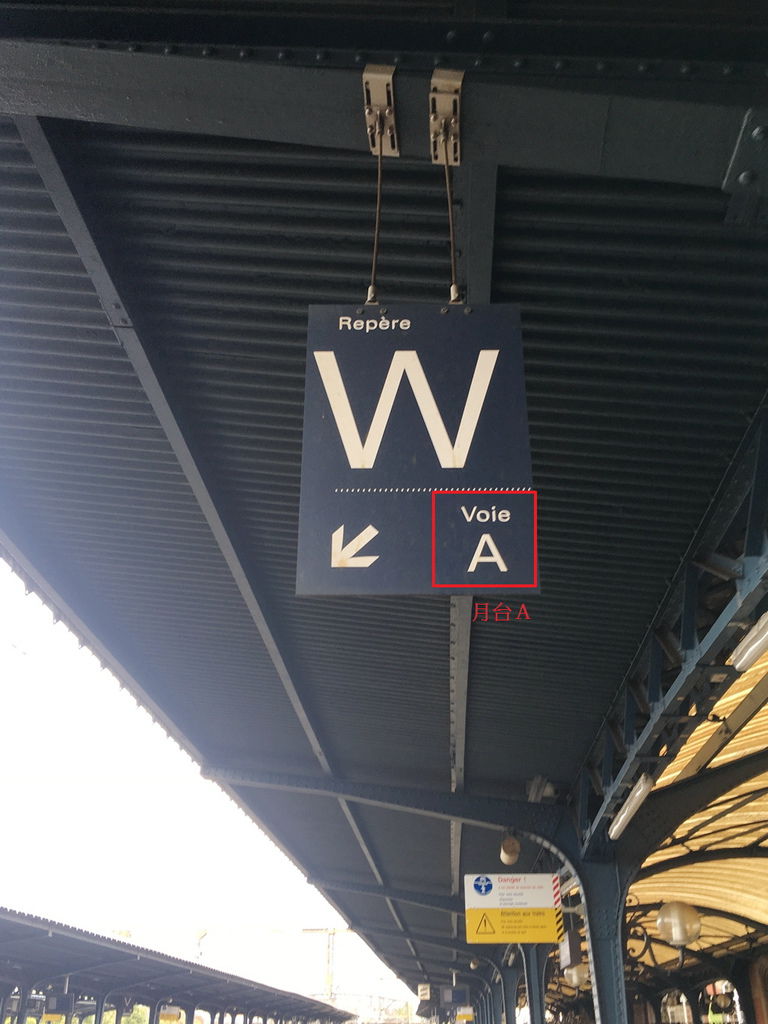 Repère
W
Voie
A
月台A
Danger !
Attention aux trains